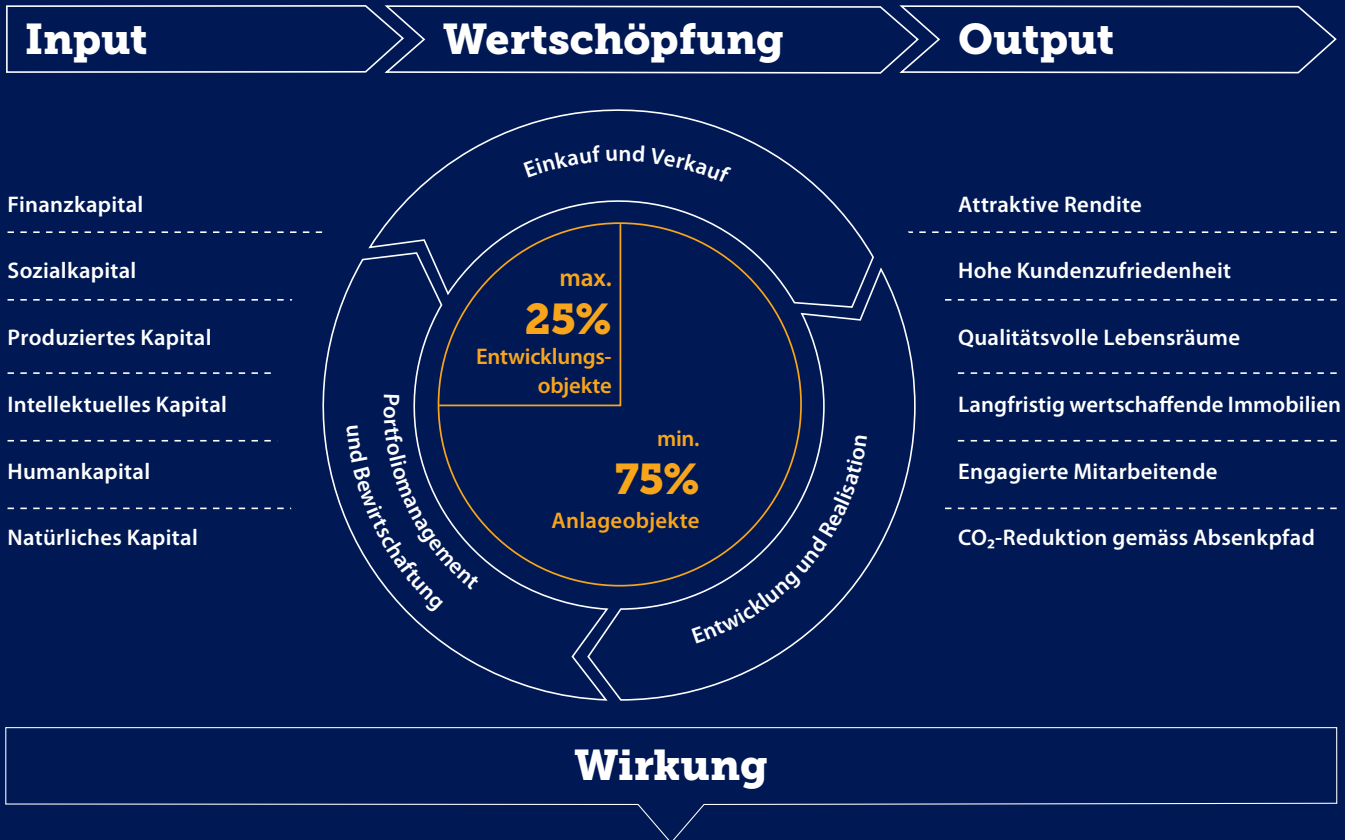 Input
Wertschöpfung
Output
Finanzkapital
Sozialkapital
Produziertes Kapital
Intellektuelles Kapital
Humankapital
Natürliches Kapital
Einkauf und Verkauf
Entwicklung und Realisation
Portfoliomanagement
und Bewirtschaftung
max.
25%
Entwicklungs-
objekte
min.
75%
Anlageobjekte
Attraktive Rendite
Hohe Kundenzufriedenheit
Qualitätsvolle Lebensräume
Langfristig wertschaffende Immobilien
Engagierte Mitarbeitende
CO₂-Reduktion gemäss Absenkpfad
Wirkung